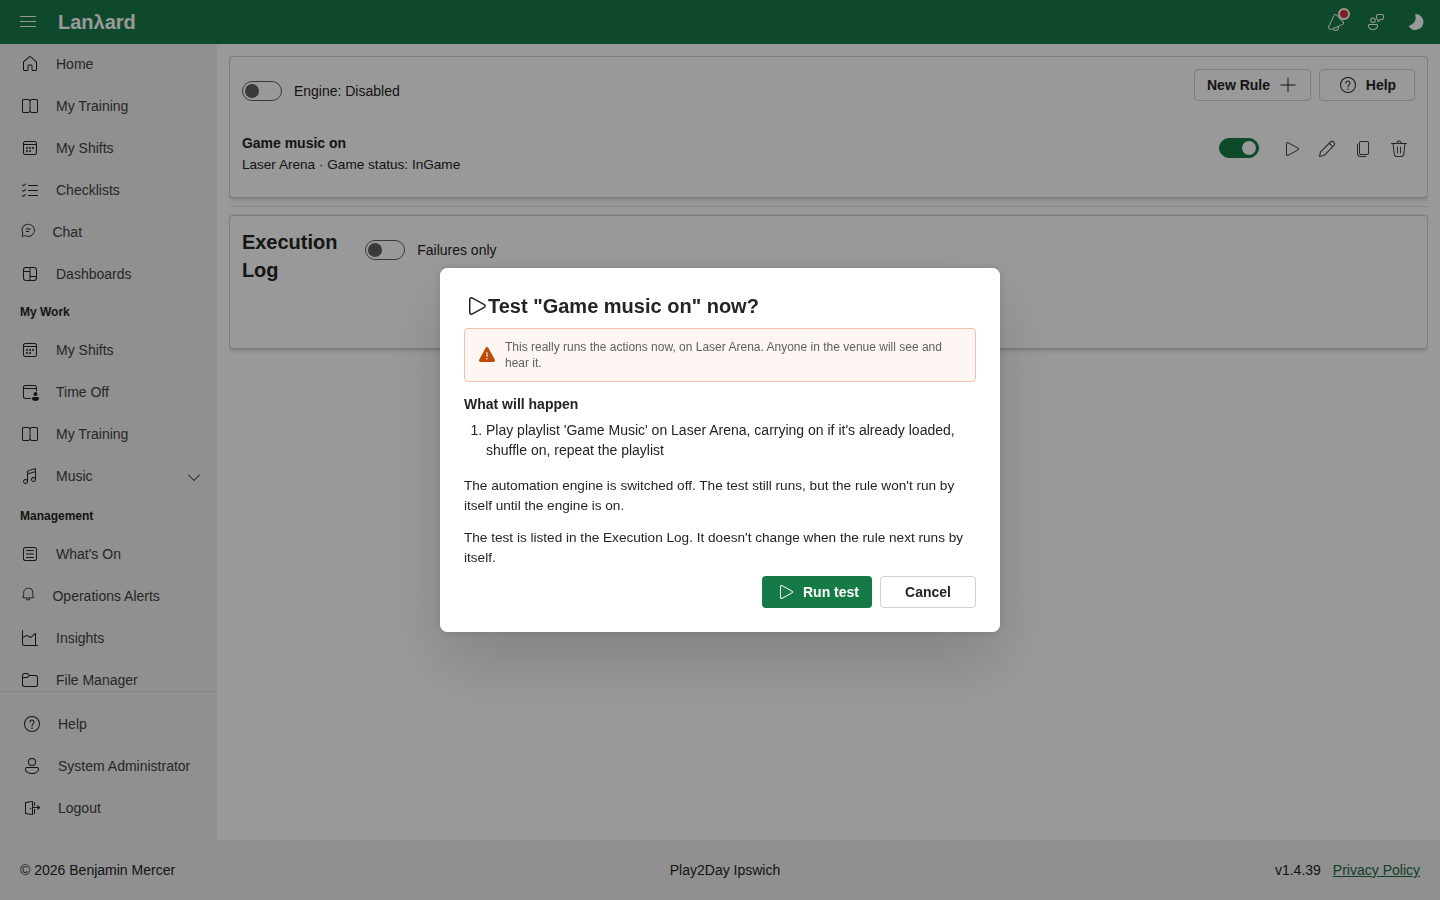 Lanλard
Home
My Training
My Shifts
Checklists
Chat
Dashboards
My Work
My Shifts
Time Off
My Training
Music
Management
What's On
Operations Alerts
Insights
File Manager
Help
System Administrator
Logout
Engine: Disabled
New Rule
Help
Game music on
Laser Arena · Game status: InGame
Execution
Log
Failures only
Test "Game music on" now?
This really runs the actions now, on Laser Arena. Anyone in the venue will see and
hear it.
What will happen
1. Play playlist 'Game Music' on Laser Arena, carrying on if it's already loaded,
shuffle on, repeat the playlist
The automation engine is switched off. The test still runs, but the rule won't run by
itself until the engine is on.
The test is listed in the Execution Log. It doesn't change when the rule next runs by
itself.
Run test
Cancel
© 2026 Benjamin Mercer
Play2Day Ipswich
v1.4.39
Privacy Policy